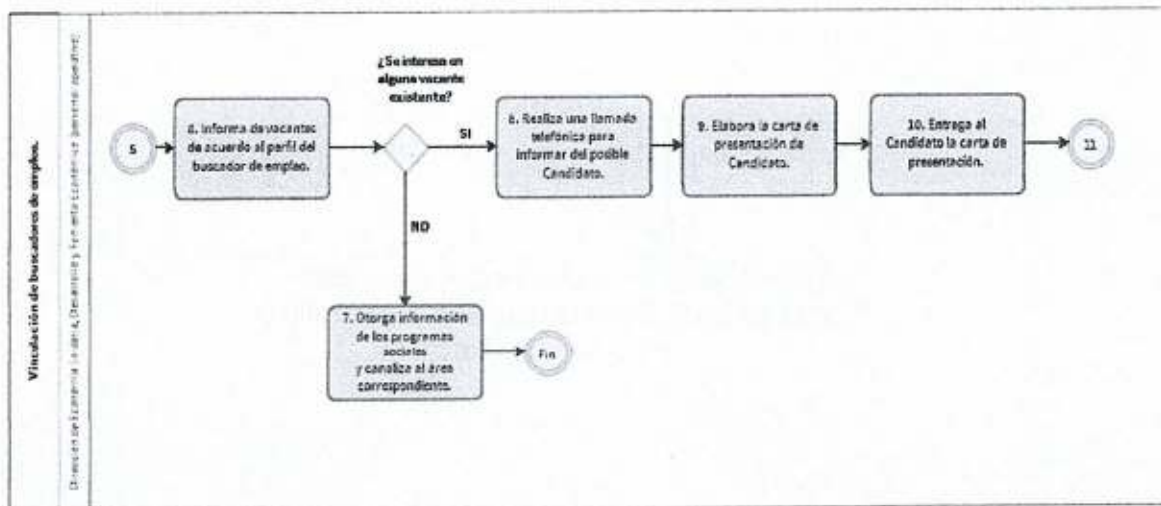 Vinculación de buscadores de empleo.
¿Se interesa en
alguna vacante
existente?
5
6. Informa de vacantes
de acuerdo al perfil del
buscador de empleo.
SI
8. Realiza una llamada
telefónica para
informar del posible
Candidato.
9. Elabora la carta de
presentación de
Candidato.
10. Entrega al
Candidato la carta de
presentación.
11
NO
7. Otorga información
de los programas
sociales
y canaliza al área
correspondiente.
Fin